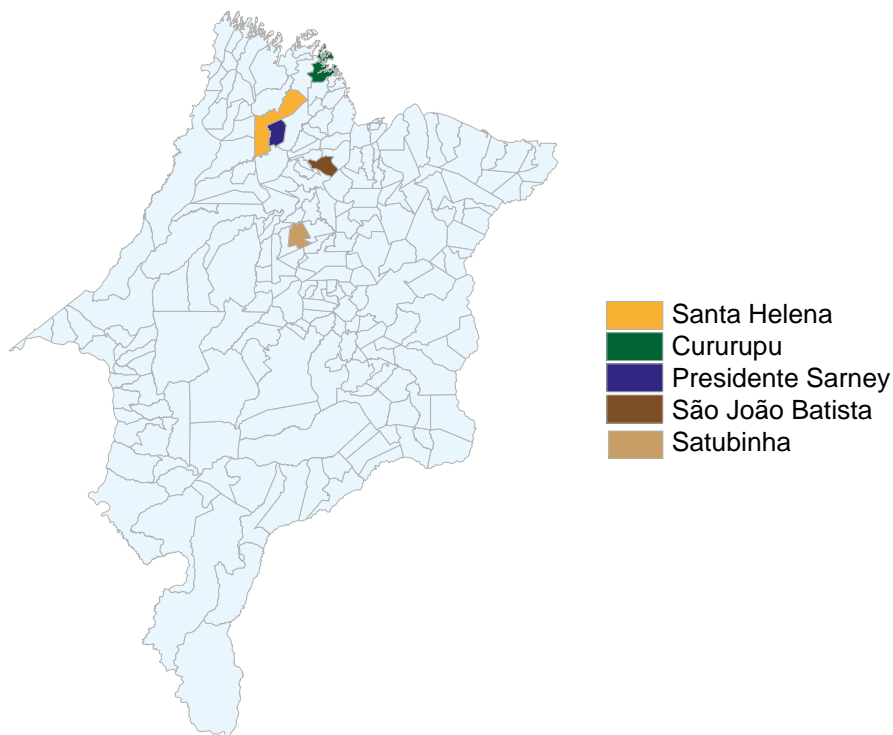 Santa Helena
Cururupu
Presidente Sarney
São João Batista
Satubinha